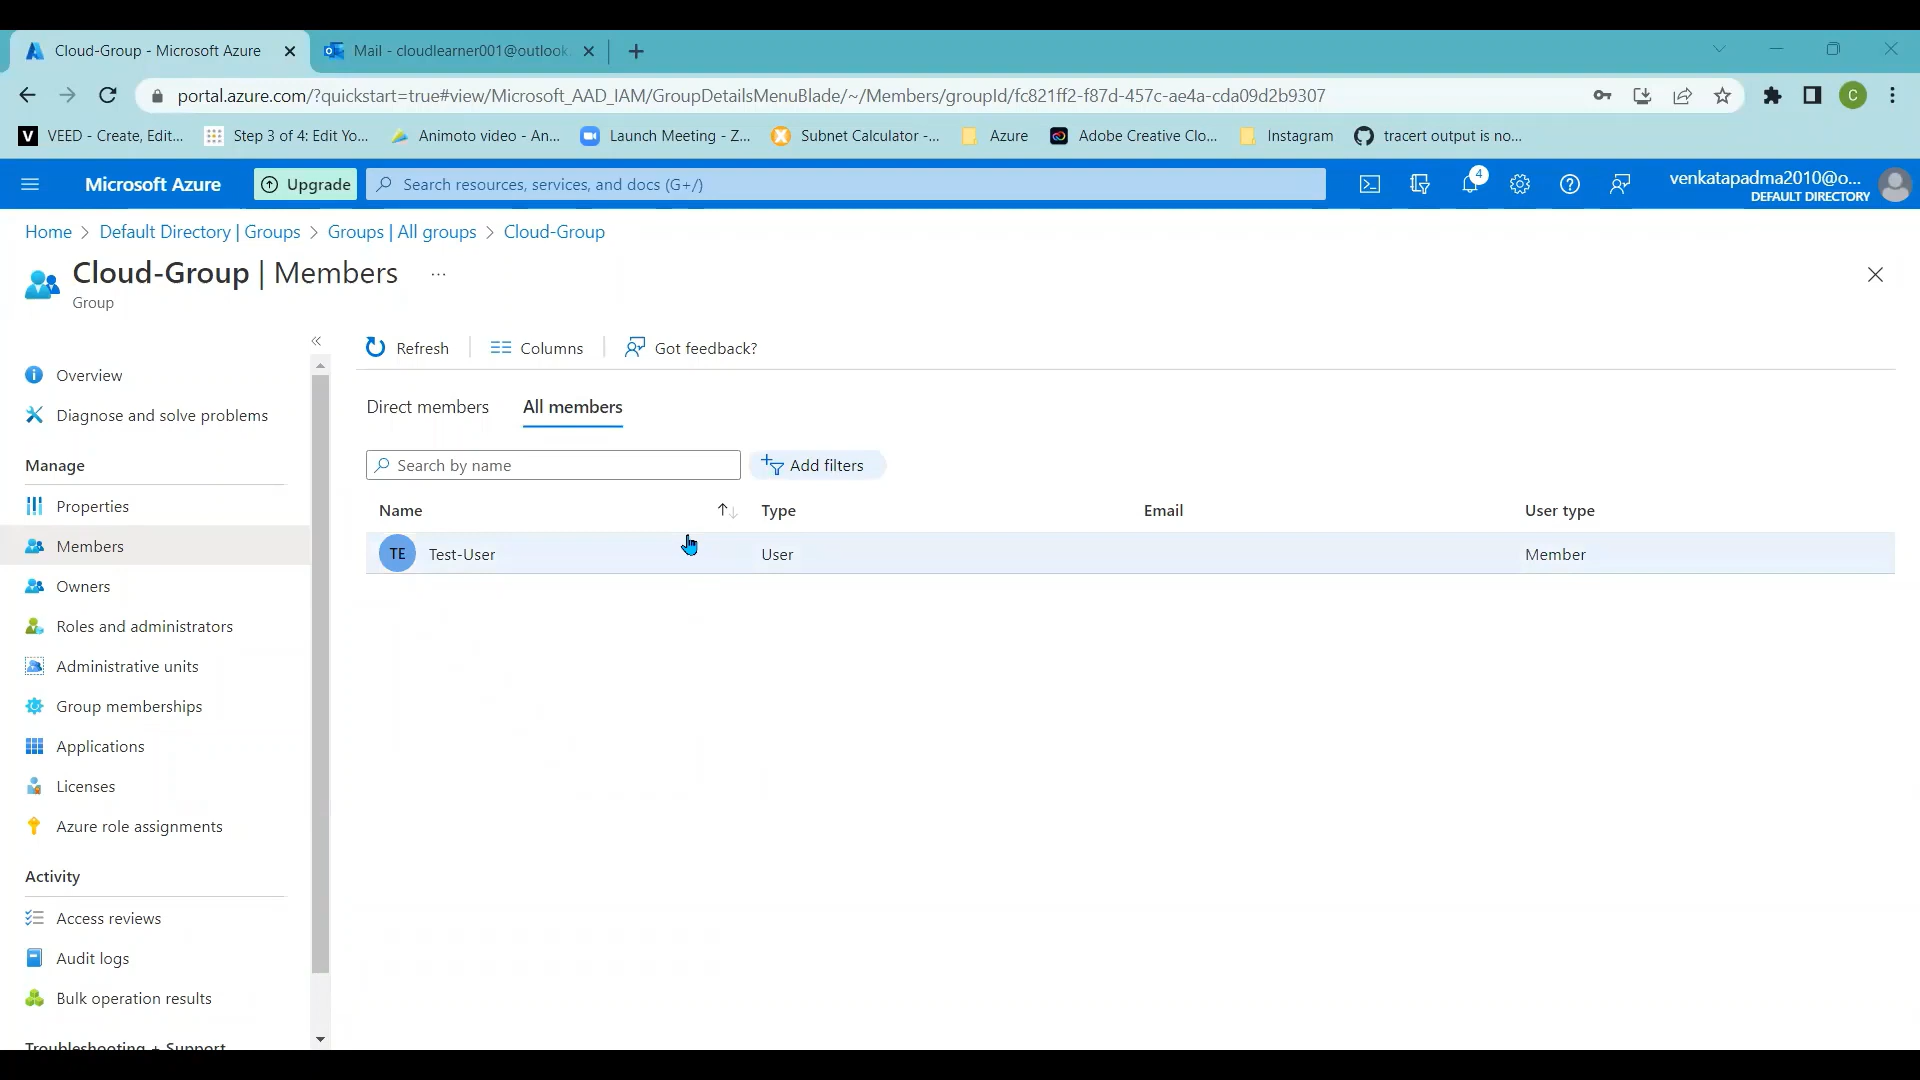 Cloud-Group - Microsoft Azure
Mail - cloudlearner001@outlook
portal.azure.com/?quickstart=true#view/Microsoft_AAD_IAM/GroupDetailsMenuBlade/~/Members/groupId/fc821ff2-f87d-457c-ae4a-cda09d2b9307
C
V VEED - Create, Edit...
Step 3 of 4: Edit Yo...
Animoto video - An...
Launch Meeting - Z...
Subnet Calculator -...
Azure
Adobe Creative Clo...
Instagram
tracert output is no...
Microsoft Azure
Upgrade
Search resources, services, and docs (G+/)
4
venkatapadma2010@o...
DEFAULT DIRECTORY
Home > Default Directory | Groups > Groups | All groups > Cloud-Group
Cloud-Group | Members ...
Group
«
Overview
Diagnose and solve problems
Manage
Properties
Members
Owners
Roles and administrators
Administrative units
Group memberships
Applications
Licenses
Azure role assignments
Activity
Access reviews
Audit logs
Bulk operation results
Troubleshooting + Support
Refresh
Columns
Got feedback?
Direct members
All members
Search by name
Add filters
Name Type Email User type
TE Test-User User Member